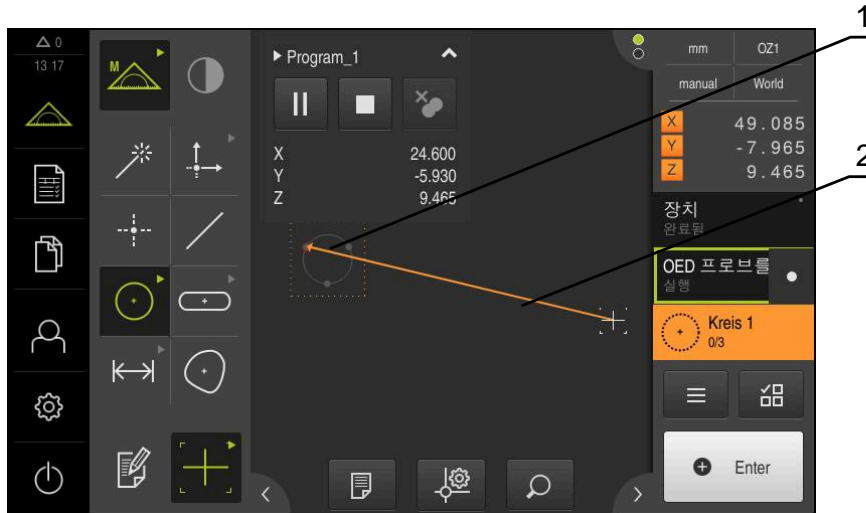 1
2
0
13 17
M
Program_1
X 24.600
Y -5.930
Z 9.465
mm OZ1
manual World
X 49.085
Y -7.965
Z 9.465
장치
완료됨
OED 프로브를
실행
Kreis 1
0/3
Enter